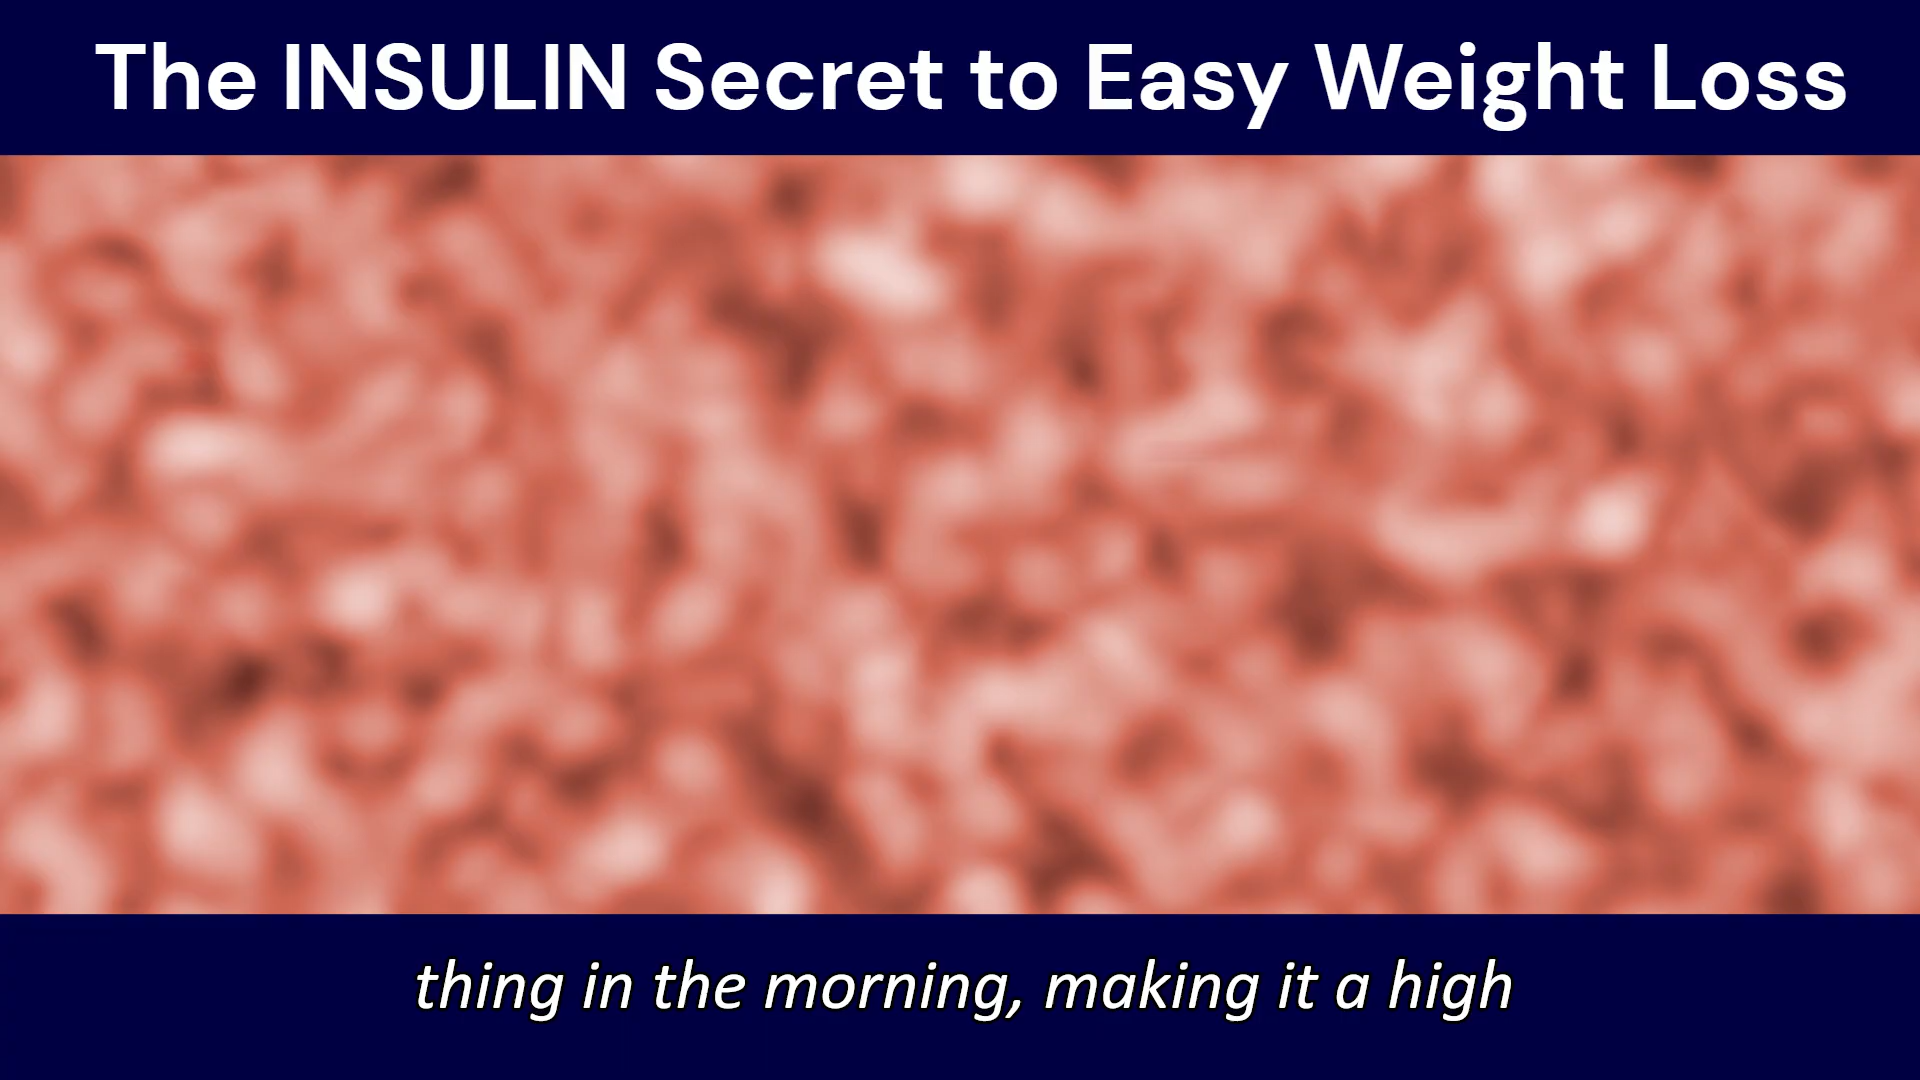 The INSULIN Secret to Easy Weight Loss
thing in the morning, making it a high